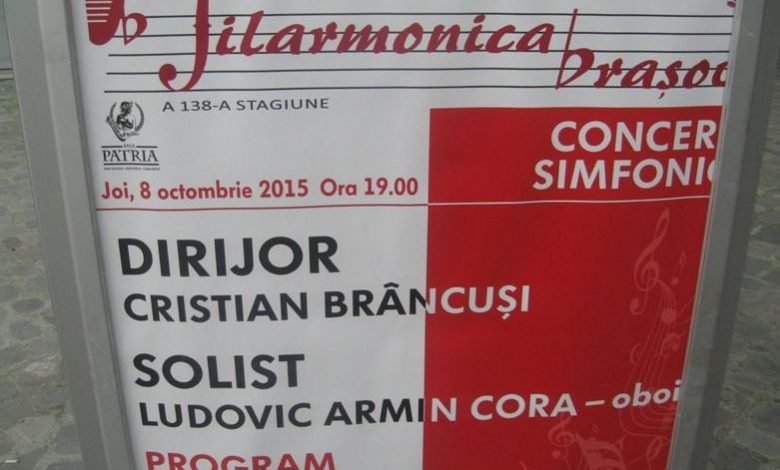 filarmonica
brașov
A 138-A STAGIUNE
PATRIA
CONCER
SIMFONIC
Joi, 8 octombrie 2015 Ora 19.00
DIRIJOR
CRISTIAN BRÂNCUȘI
SOLIST
LUDOVIC ARMIN CORA – oboi
PROGRAM